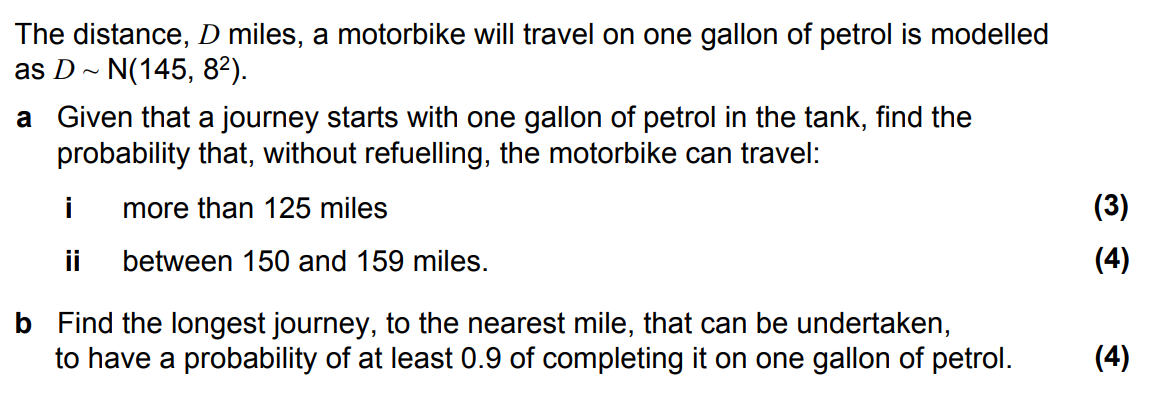 The distance, D miles, a motorbike will travel on one gallon of petrol is modelled
as D ~ N(145, 8²).
a Given that a journey starts with one gallon of petrol in the tank, find the
probability that, without refuelling, the motorbike can travel:
i more than 125 miles (3)
ii between 150 and 159 miles. (4)
b Find the longest journey, to the nearest mile, that can be undertaken,
to have a probability of at least 0.9 of completing it on one gallon of petrol. (4)